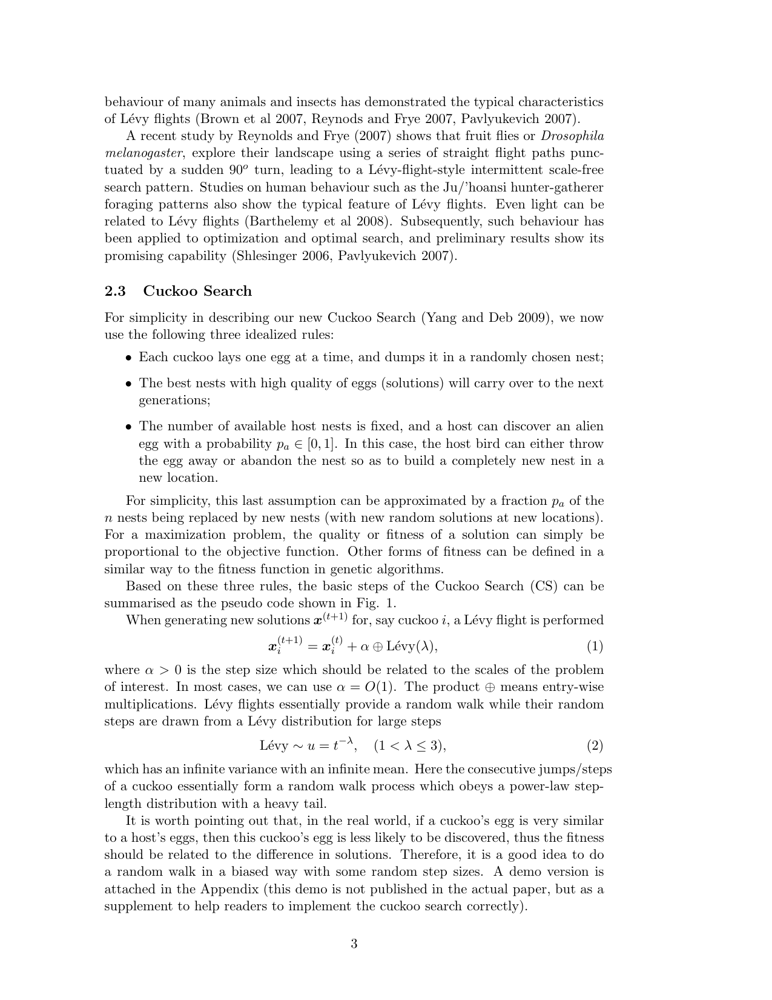 behaviour of many animals and insects has demonstrated the typical characteristics
of Lévy flights (Brown et al 2007, Reynods and Frye 2007, Pavlyukevich 2007).
A recent study by Reynolds and Frye (2007) shows that fruit flies or Drosophila
melanogaster, explore their landscape using a series of straight flight paths punc-
tuated by a sudden 90° turn, leading to a Lévy-flight-style intermittent scale-free
search pattern. Studies on human behaviour such as the Ju/'hoansi hunter-gatherer
foraging patterns also show the typical feature of Lévy flights. Even light can be
related to Lévy flights (Barthelemy et al 2008). Subsequently, such behaviour has
been applied to optimization and optimal search, and preliminary results show its
promising capability (Shlesinger 2006, Pavlyukevich 2007).
2.3 Cuckoo Search
For simplicity in describing our new Cuckoo Search (Yang and Deb 2009), we now
use the following three idealized rules:
• Each cuckoo lays one egg at a time, and dumps it in a randomly chosen nest;
• The best nests with high quality of eggs (solutions) will carry over to the next
generations;
• The number of available host nests is fixed, and a host can discover an alien
egg with a probability pₐ ∈ [0, 1]. In this case, the host bird can either throw
the egg away or abandon the nest so as to build a completely new nest in a
new location.
For simplicity, this last assumption can be approximated by a fraction pₐ of the
n nests being replaced by new nests (with new random solutions at new locations).
For a maximization problem, the quality or fitness of a solution can simply be
proportional to the objective function. Other forms of fitness can be defined in a
similar way to the fitness function in genetic algorithms.
Based on these three rules, the basic steps of the Cuckoo Search (CS) can be
summarised as the pseudo code shown in Fig. 1.
When generating new solutions x^(t+1) for, say cuckoo i, a Lévy flight is performed
x_i^(t+1) = x_i^(t) + α ⊕ Lévy(λ), (1)
where α > 0 is the step size which should be related to the scales of the problem
of interest. In most cases, we can use α = O(1). The product ⊕ means entry-wise
multiplications. Lévy flights essentially provide a random walk while their random
steps are drawn from a Lévy distribution for large steps
Lévy ∼ u = t^−λ, (1 < λ ≤ 3), (2)
which has an infinite variance with an infinite mean. Here the consecutive jumps/steps
of a cuckoo essentially form a random walk process which obeys a power-law step-
length distribution with a heavy tail.
It is worth pointing out that, in the real world, if a cuckoo's egg is very similar
to a host's eggs, then this cuckoo's egg is less likely to be discovered, thus the fitness
should be related to the difference in solutions. Therefore, it is a good idea to do
a random walk in a biased way with some random step sizes. A demo version is
attached in the Appendix (this demo is not published in the actual paper, but as a
supplement to help readers to implement the cuckoo search correctly).
3